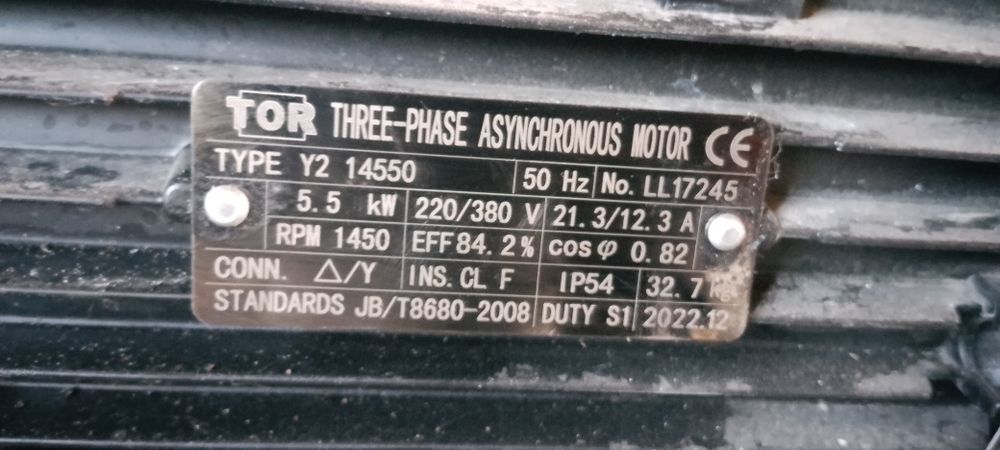 TOR THREE-PHASE ASYNCHRONOUS MOTOR CE
TYPE Y2 14550 50 Hz No. LL17245
5.5 kW 220/380 V 21.3/12.3 A
RPM 1450 EFF 84.2% cosφ 0.82
CONN. △/Y INS. CL F IP54 32.7 kg
STANDARDS JB/T8680-2008 DUTY S1 2022.12